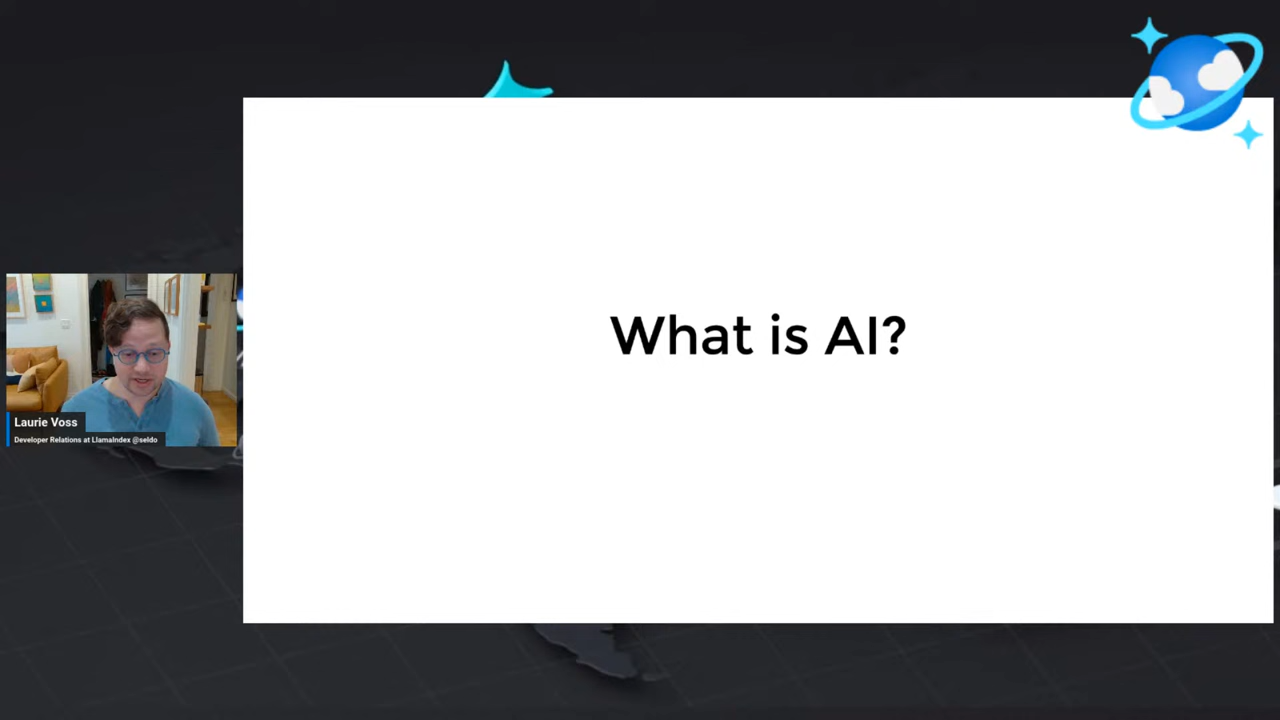 What is AI?
Laurie Voss
Developer Relations at LlamaIndex @seldo